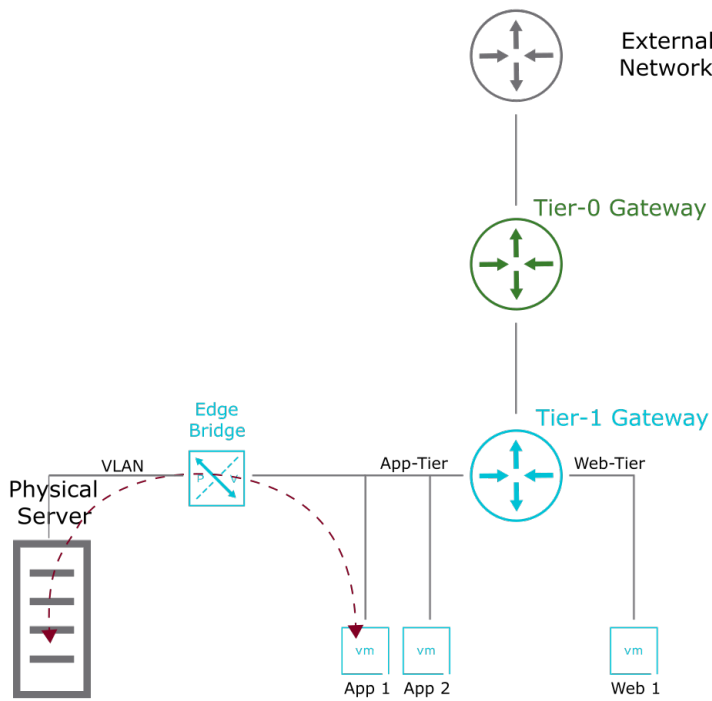 External
Network
Tier-0 Gateway
Tier-1 Gateway
Edge
Bridge
VLAN
App-Tier
Web-Tier
P
V
Physical
Server
vm
vm
vm
App 1
App 2
Web 1